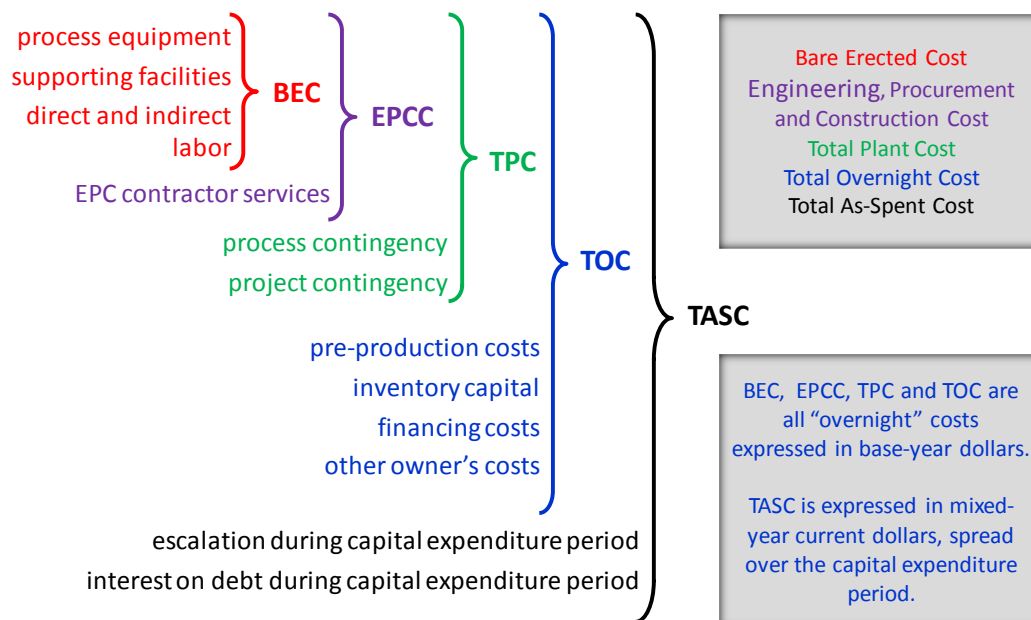 process equipment
supporting facilities
direct and indirect
labor
BEC
EPC contractor services
EPCC
process contingency
project contingency
TPC
pre-production costs
inventory capital
financing costs
other owner's costs
TOC
escalation during capital expenditure period
interest on debt during capital expenditure period
TASC
Bare Erected Cost
Engineering, Procurement
and Construction Cost
Total Plant Cost
Total Overnight Cost
Total As-Spent Cost
BEC, EPCC, TPC and TOC are
all “overnight” costs
expressed in base-year dollars.
TASC is expressed in mixed-
year current dollars, spread
over the capital expenditure
period.